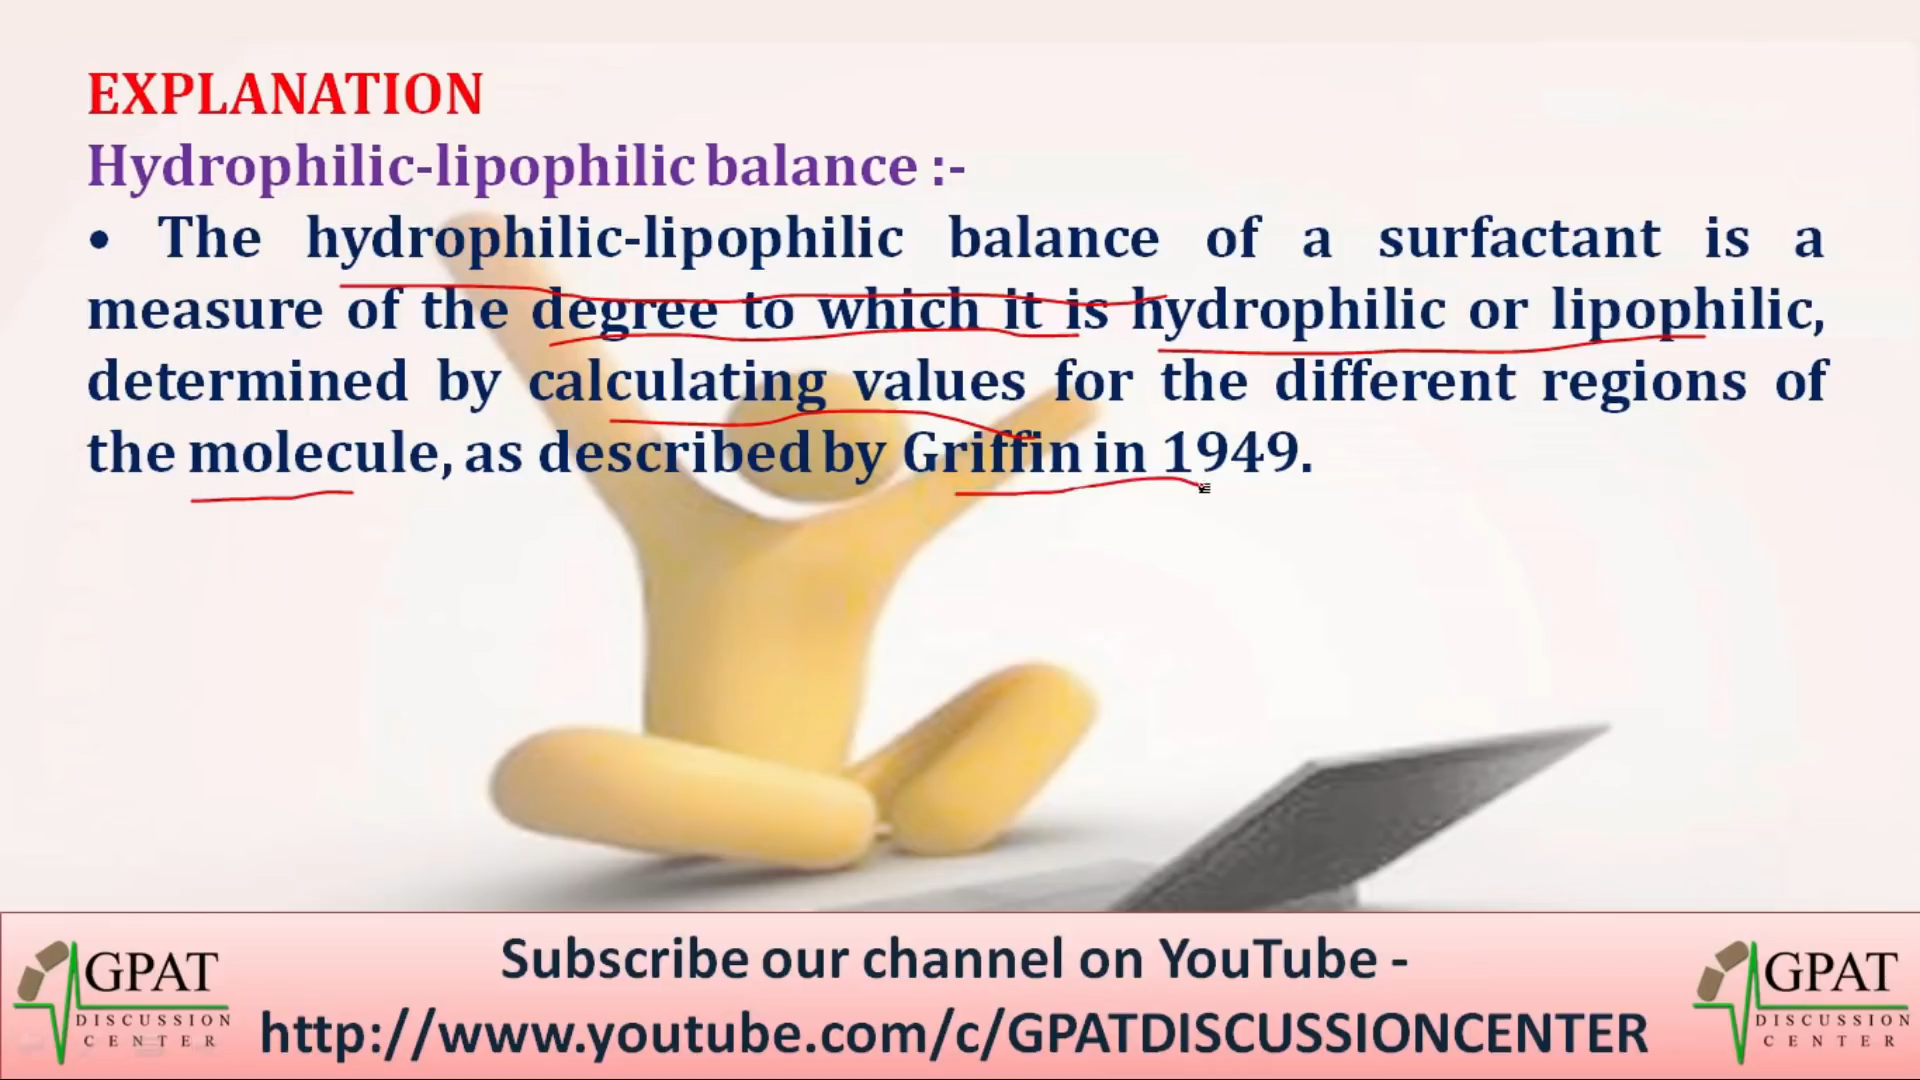 EXPLANATION
Hydrophilic-lipophilic balance :-
• The hydrophilic-lipophilic balance of a surfactant is a
measure of the degree to which it is hydrophilic or lipophilic,
determined by calculating values for the different regions of
the molecule, as described by Griffin in 1949.
GPAT
DISCUSSION
CENTER
Subscribe our channel on YouTube -
http://www.youtube.com/c/GPATDISCUSSIONCENTER
GPAT
DISCUSSION
CENTER